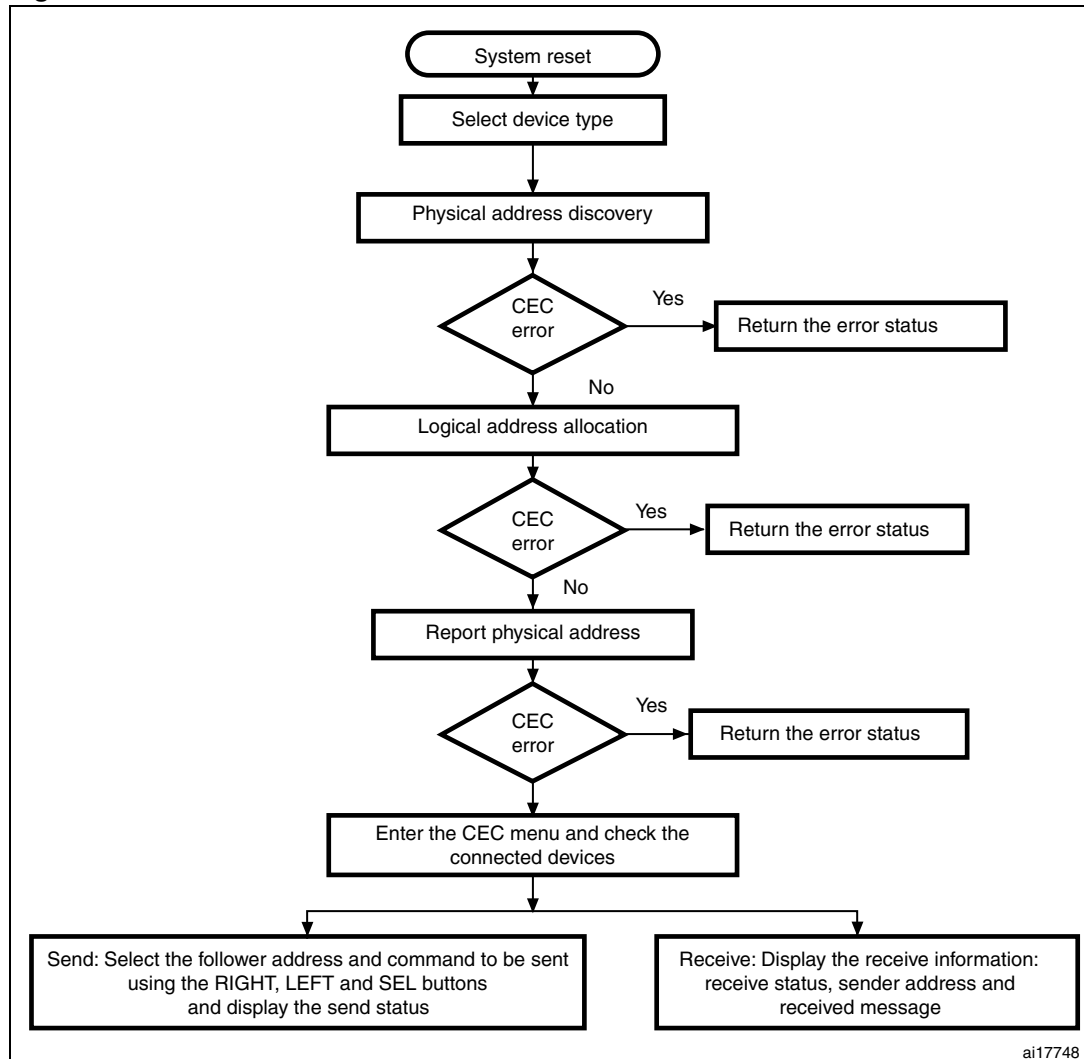 System reset
Select device type
Physical address discovery
CEC
error
Yes
Return the error status
No
Logical address allocation
CEC
error
Yes
Return the error status
No
Report physical address
CEC
error
Yes
Return the error status
Enter the CEC menu and check the
connected devices
Send: Select the follower address and command to be sent
using the RIGHT, LEFT and SEL buttons
and display the send status
Receive: Display the receive information:
receive status, sender address and
received message
ai17748